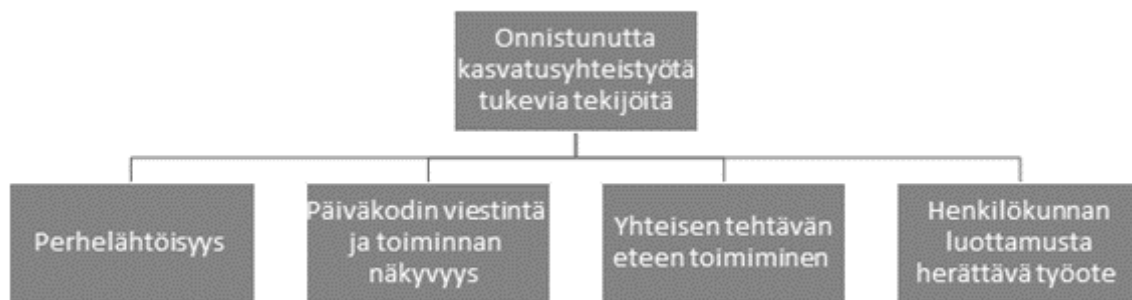 Onnistunutta
kasvatusyhteistyötä
tukevia tekijöitä
Perhelähtöisyys
Päiväkodin viestintä
ja toiminnan
näkyvyys
Yhteisen tehtävän
eteen toimiminen
Henkilökunnan
luottamusta
herättävä työote